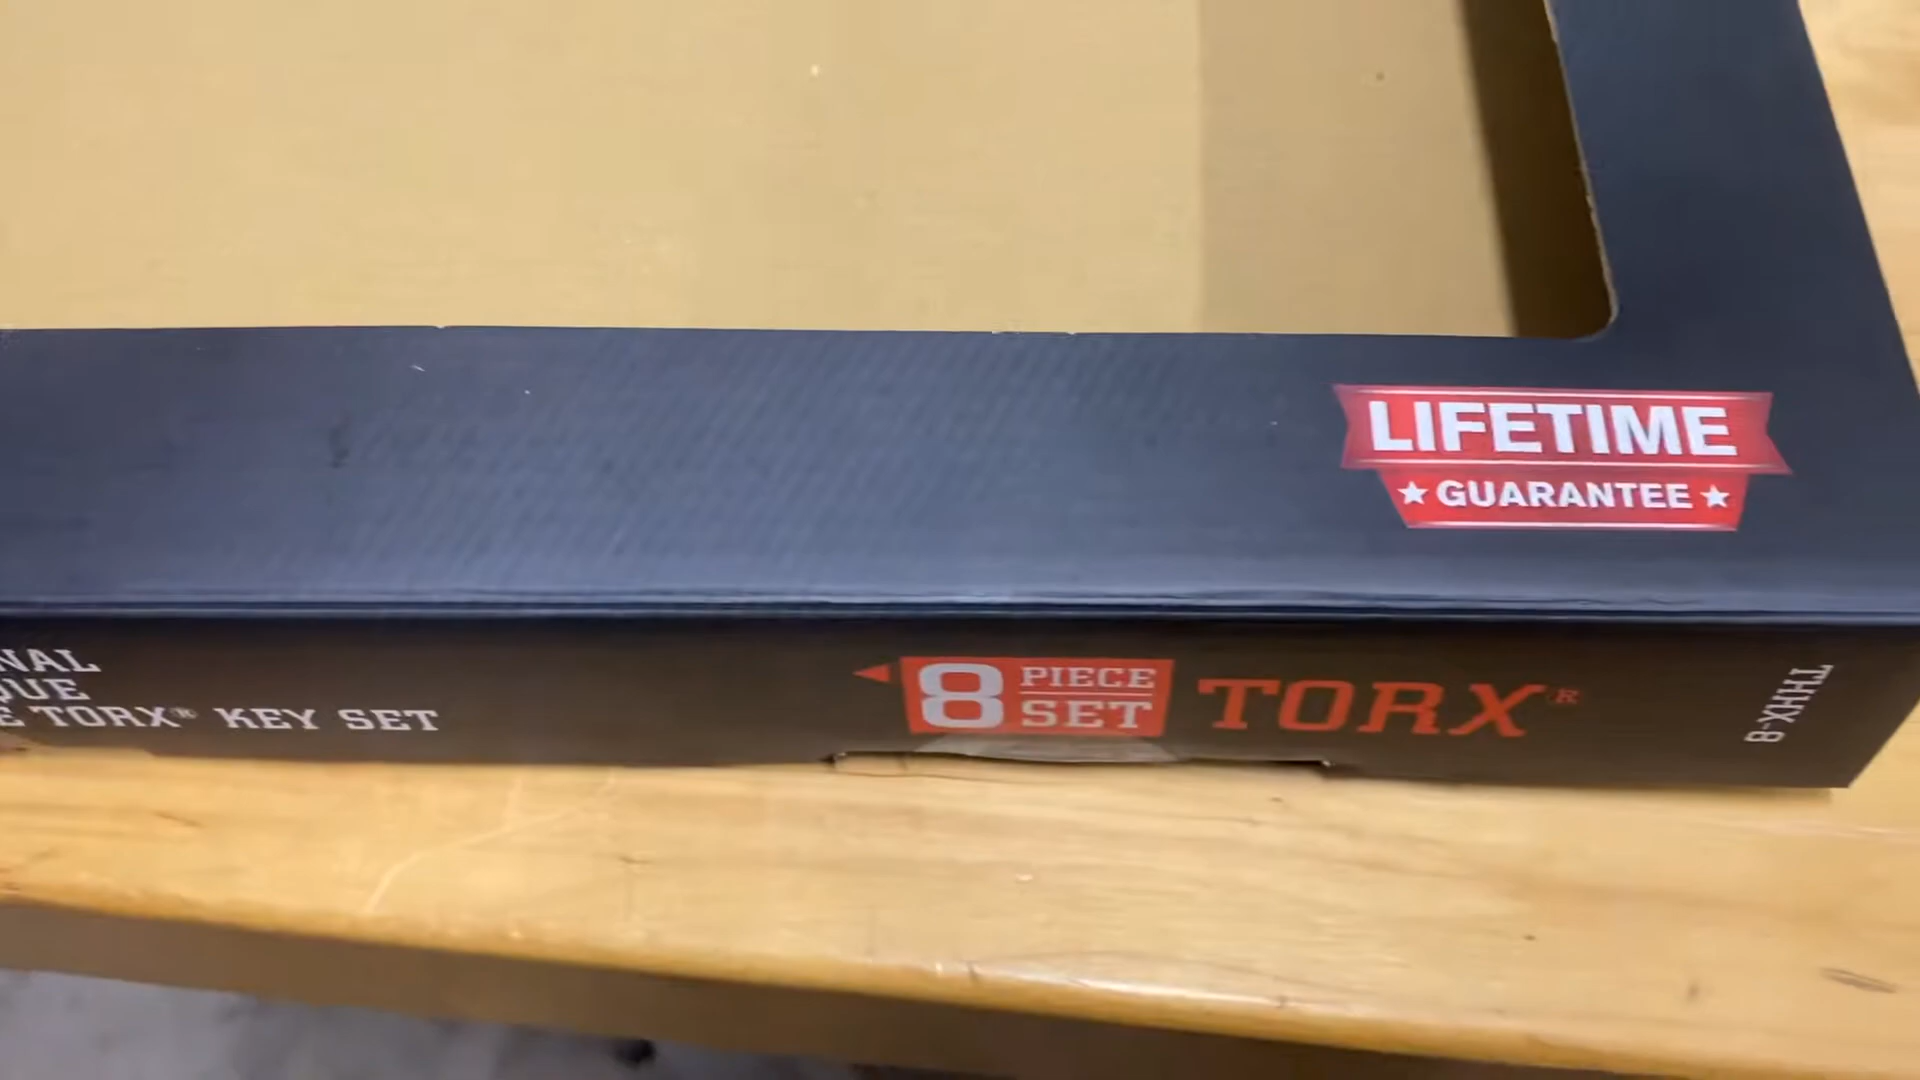 LIFETIME
★ GUARANTEE ★
NAL
QUE
E TORX® KEY SET
8 PIECE SET
TORX®
THHX-8